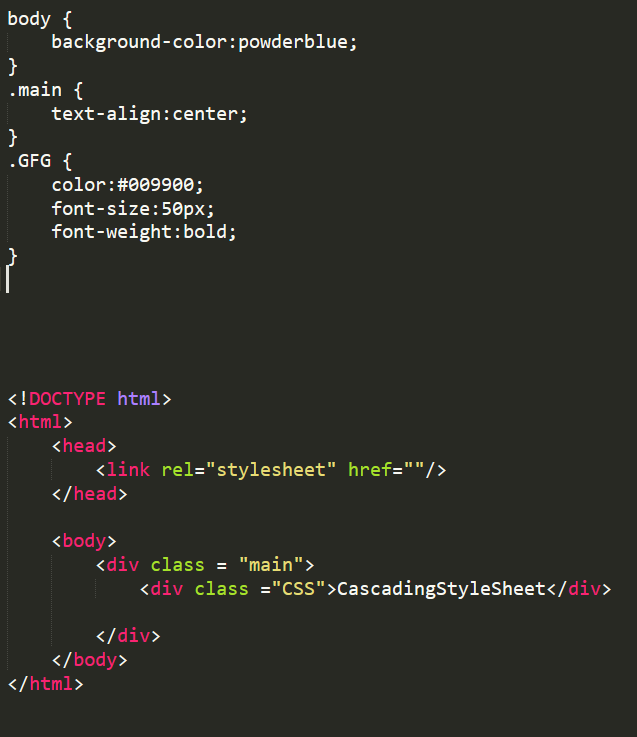 body {
    background-color:powderblue;
}
.main {
    text-align:center;
}
.GFG {
    color:#009900;
    font-size:50px;
    font-weight:bold;
}
<!DOCTYPE html>
<html>
    <head>
        <link rel="stylesheet" href=""/>
    </head>
    <body>
        <div class = "main">
            <div class ="CSS">CascadingStyleSheet</div>
        </div>
    </body>
</html>